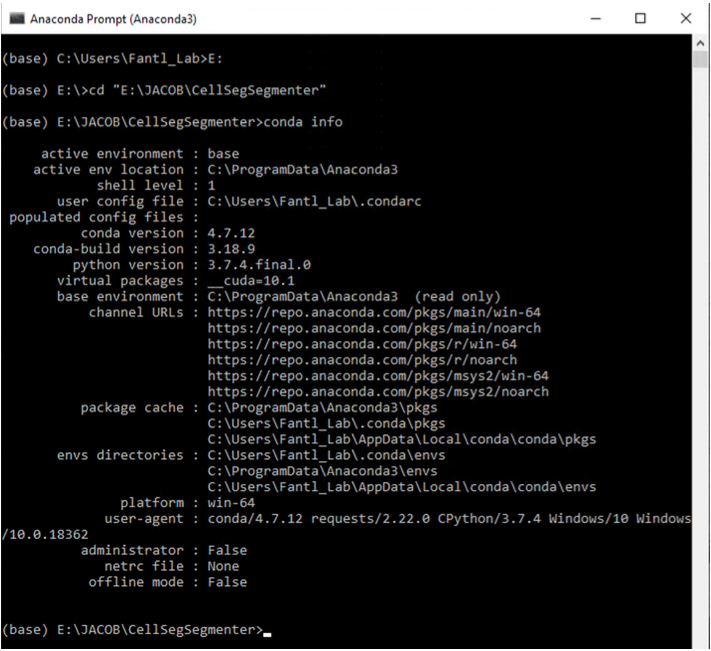 Anaconda Prompt (Anaconda3)
(base) C:\Users\Fantl_Lab>E:
(base) E:\>cd "E:\JACOB\CellSegSegmenter"
(base) E:\JACOB\CellSegSegmenter>conda info
active environment : base
active env location : C:\ProgramData\Anaconda3
shell level : 1
user config file : C:\Users\Fantl_Lab\.condarc
populated config files :
conda version : 4.7.12
conda-build version : 3.18.9
python version : 3.7.4.final.0
virtual packages : __cuda=10.1
base environment : C:\ProgramData\Anaconda3  (read only)
channel URLs : https://repo.anaconda.com/pkgs/main/win-64
https://repo.anaconda.com/pkgs/main/noarch
https://repo.anaconda.com/pkgs/r/win-64
https://repo.anaconda.com/pkgs/r/noarch
https://repo.anaconda.com/pkgs/msys2/win-64
https://repo.anaconda.com/pkgs/msys2/noarch
package cache : C:\ProgramData\Anaconda3\pkgs
C:\Users\Fantl_Lab\.conda\pkgs
C:\Users\Fantl_Lab\AppData\Local\conda\conda\pkgs
envs directories : C:\Users\Fantl_Lab\.conda\envs
C:\ProgramData\Anaconda3\envs
C:\Users\Fantl_Lab\AppData\Local\conda\conda\envs
platform : win-64
user-agent : conda/4.7.12 requests/2.22.0 CPython/3.7.4 Windows/10 Windows
/10.0.18362
administrator : False
netrc file : None
offline mode : False
(base) E:\JACOB\CellSegSegmenter>